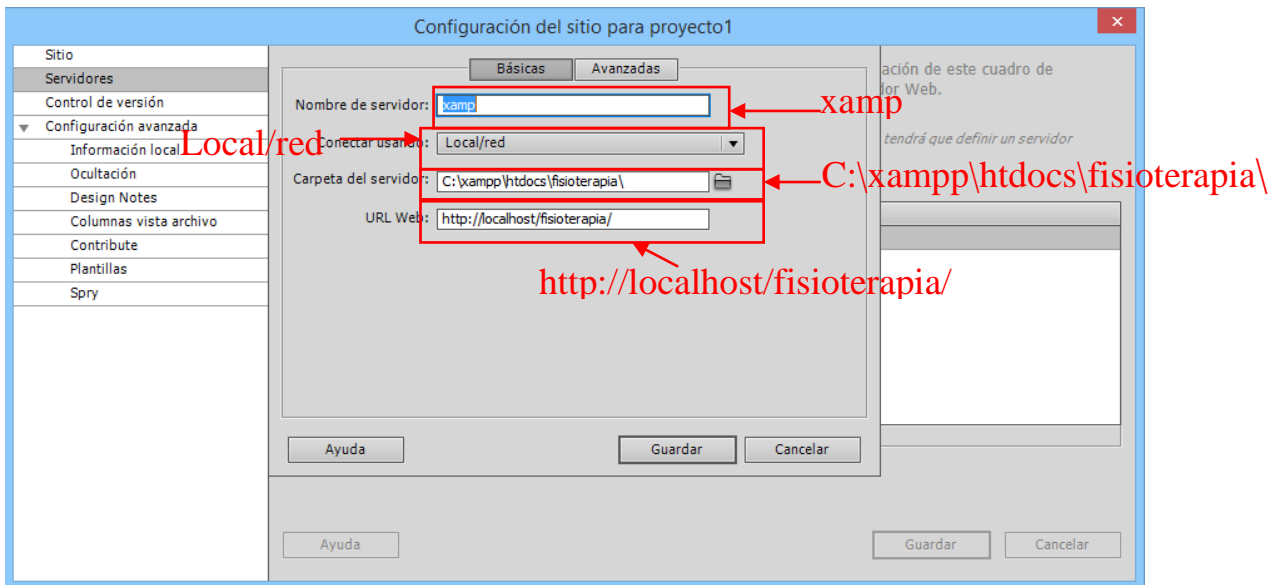 Configuración del sitio para proyecto1
Sitio
Servidores
Control de versión
Configuración avanzada
Información local
Ocultación
Design Notes
Columnas vista archivo
Contribute
Plantillas
Spry
Básicas Avanzadas
Nombre de servidor: xamp
xamp
Local/red
Conectar usando: Local/red
Carpeta del servidor: C:\xampp\htdocs\fisioterapia\
C:\xampp\htdocs\fisioterapia\
URL Web: http://localhost/fisioterapia/
http://localhost/fisioterapia/
Ayuda Guardar Cancelar
ación de este cuadro de
dor Web.
tendrá que definir un servidor
Ayuda Guardar Cancelar